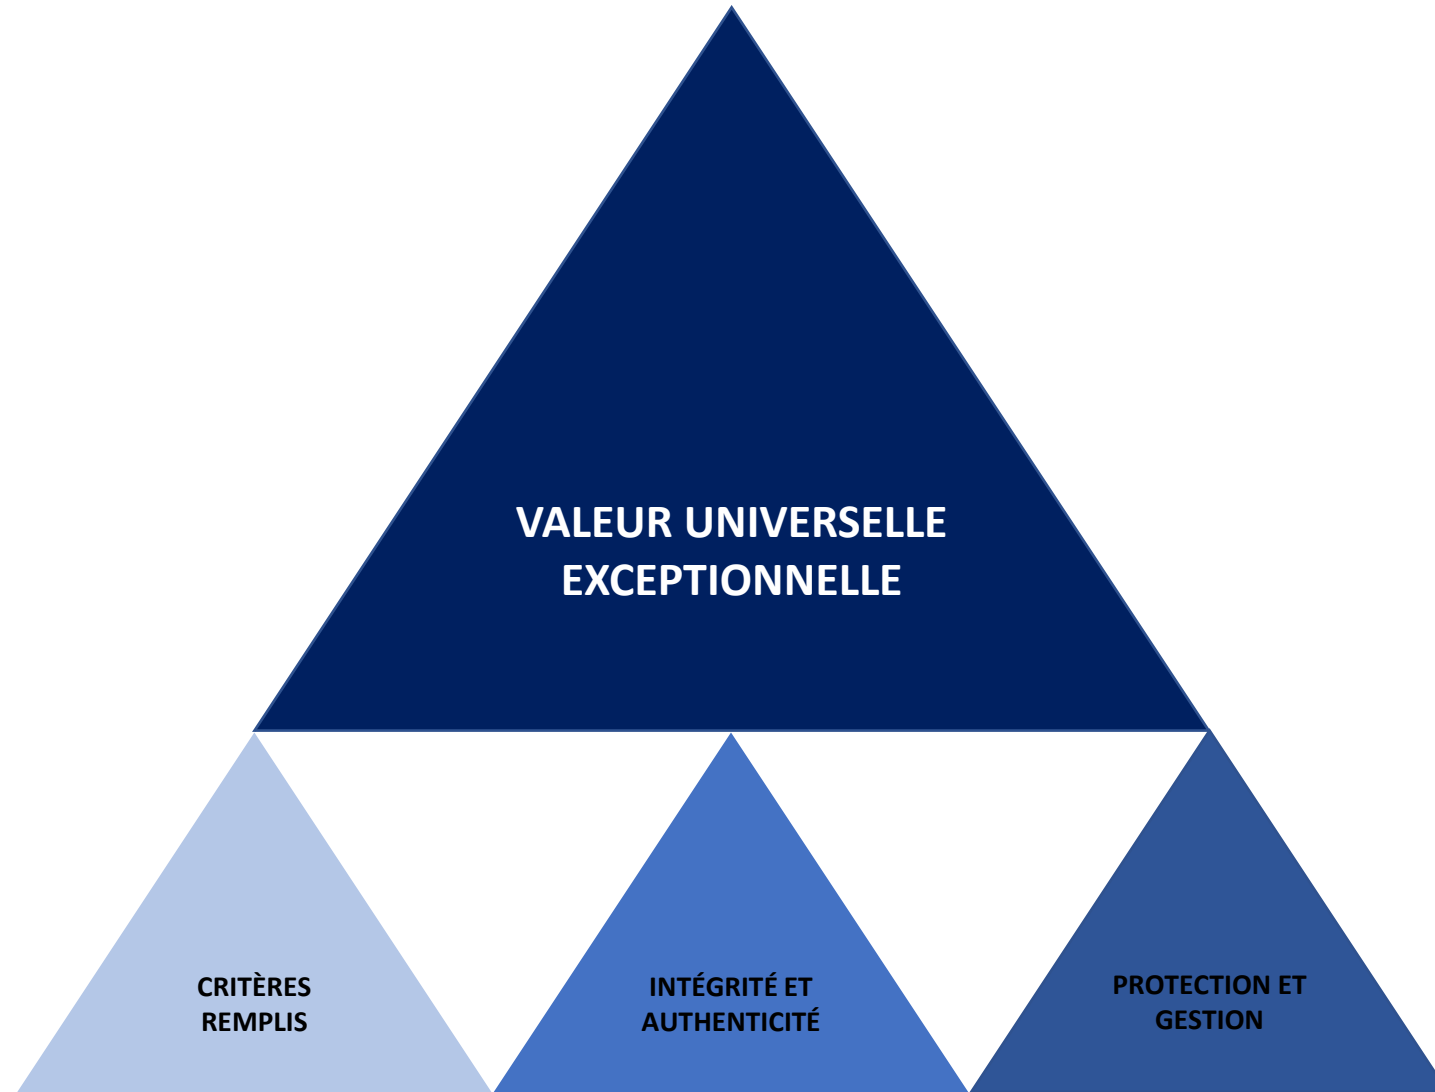 VALEUR UNIVERSELLE
EXCEPTIONNELLE
CRITÈRES
REMPLIS
INTÉGRITÉ ET
AUTHENTICITÉ
PROTECTION ET
GESTION